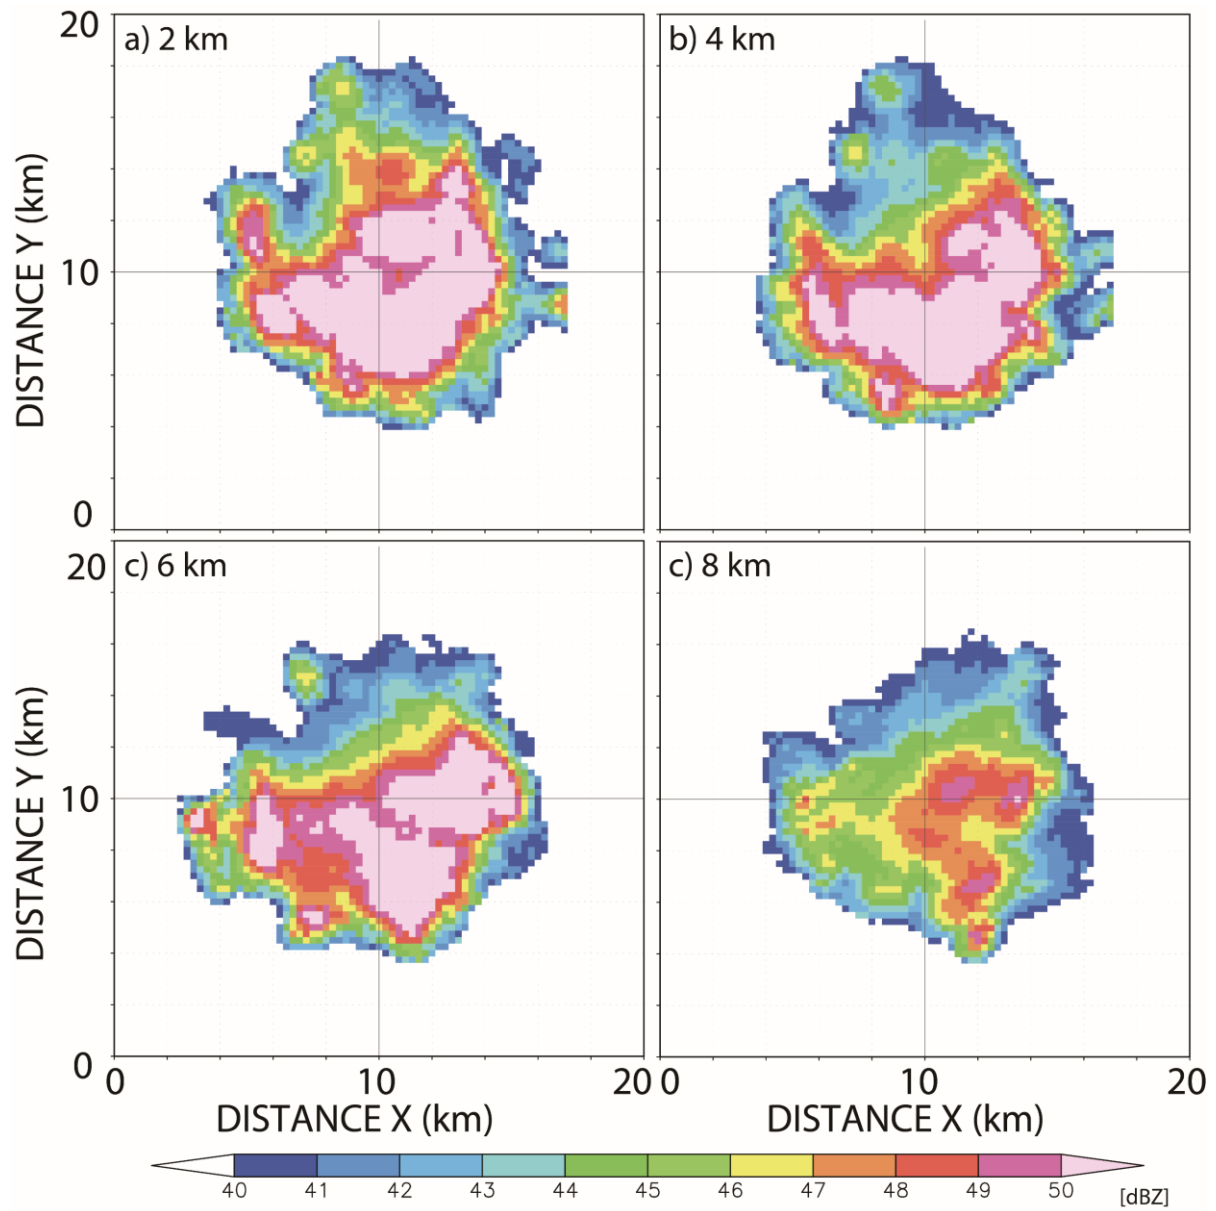 20
a) 2 km
b) 4 km
DISTANCE Y (km)
10
0
20
c) 6 km
c) 8 km
DISTANCE Y (km)
10
0
0 10 20 0 10 20
DISTANCE X (km) DISTANCE X (km)
40 41 42 43 44 45 46 47 48 49 50 [dBZ]